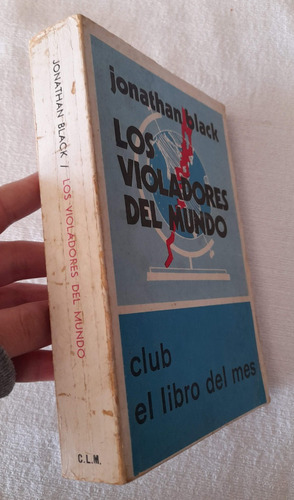 JONATHAN BLACK / LOS VIOLADORES DEL MUNDO
C.L.M.
jonathan black
LOS
VIOLADORES
DEL MUNDO
club
el libro del mes